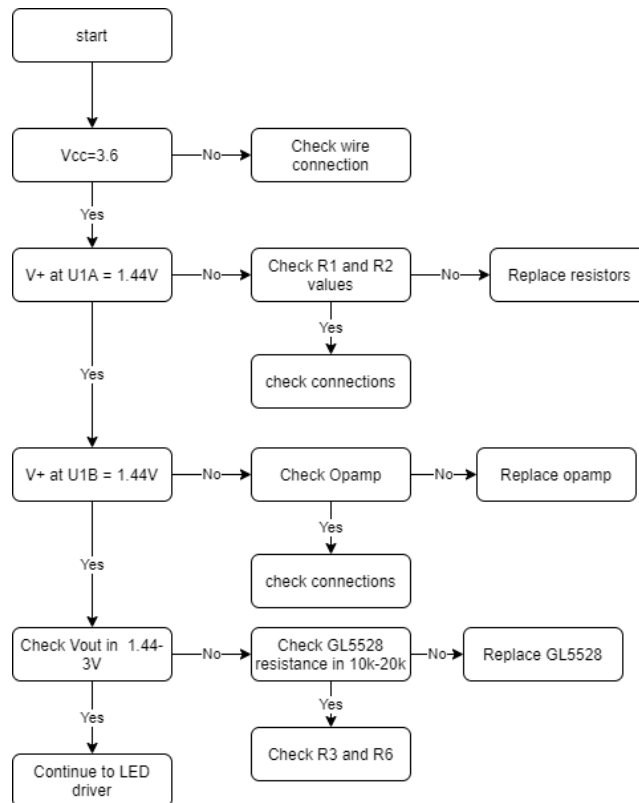 start
Vcc=3.6
No
Check wire
connection
Yes
V+ at U1A = 1.44V
No
Check R1 and R2
values
No
Replace resistors
Yes
check connections
Yes
V+ at U1B = 1.44V
No
Check Opamp
No
Replace opamp
Yes
check connections
Yes
Check Vout in 1.44-
3V
No
Check GL5528
resistance in 10k-20k
No
Replace GL5528
Yes
Check R3 and R6
Yes
Continue to LED
driver